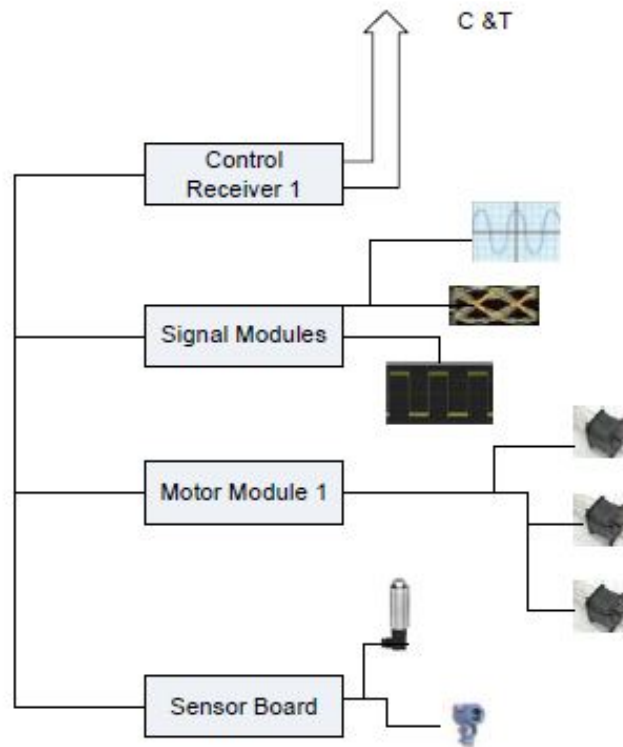 C &T
Control
Receiver 1
Signal Modules
Motor Module 1
Sensor Board